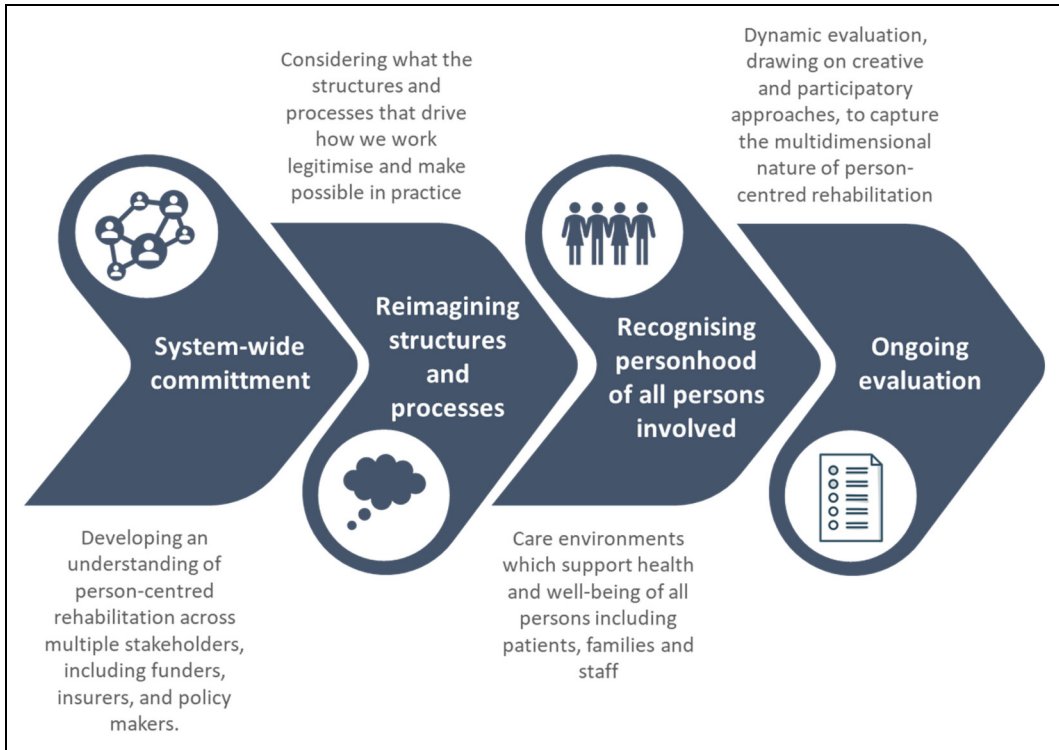 System-wide
committment
Developing an
understanding of
person-centred
rehabilitation across
multiple stakeholders,
including funders,
insurers, and policy
makers.
Considering what the
structures and
processes that drive
how we work
legitimise and make
possible in practice
Reimagining
structures
and
processes
Recognising
personhood
of all persons
involved
Care environments
which support health
and well-being of all
persons including
patients, families and
staff
Dynamic evaluation,
drawing on creative
and participatory
approaches, to capture
the multidimensional
nature of person-
centred rehabilitation
Ongoing
evaluation